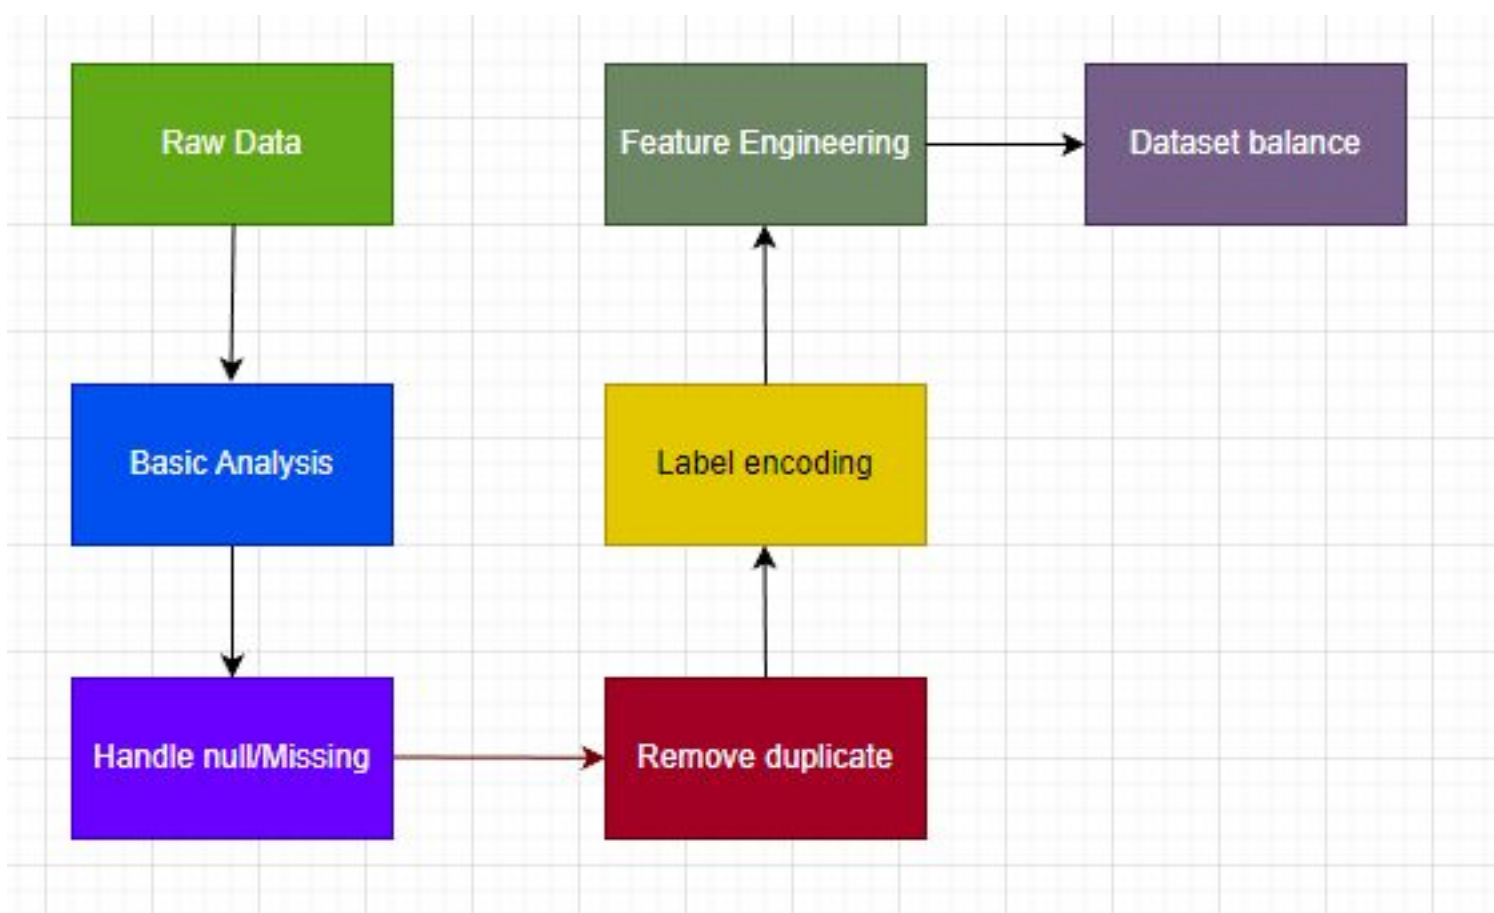 Raw Data
Basic Analysis
Handle null/Missing
Remove duplicate
Label encoding
Feature Engineering
Dataset balance